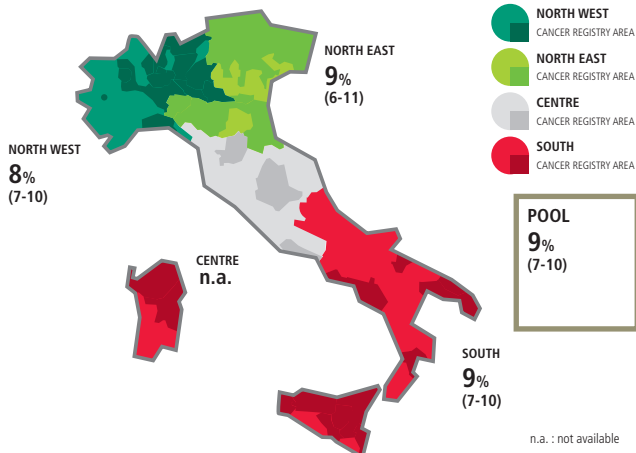 NORTH WEST
CANCER REGISTRY AREA
NORTH EAST
CANCER REGISTRY AREA
CENTRE
CANCER REGISTRY AREA
SOUTH
CANCER REGISTRY AREA
NORTH EAST
9%
(6-11)
NORTH WEST
8%
(7-10)
POOL
9%
(7-10)
CENTRE
n.a.
SOUTH
9%
(7-10)
n.a. : not available